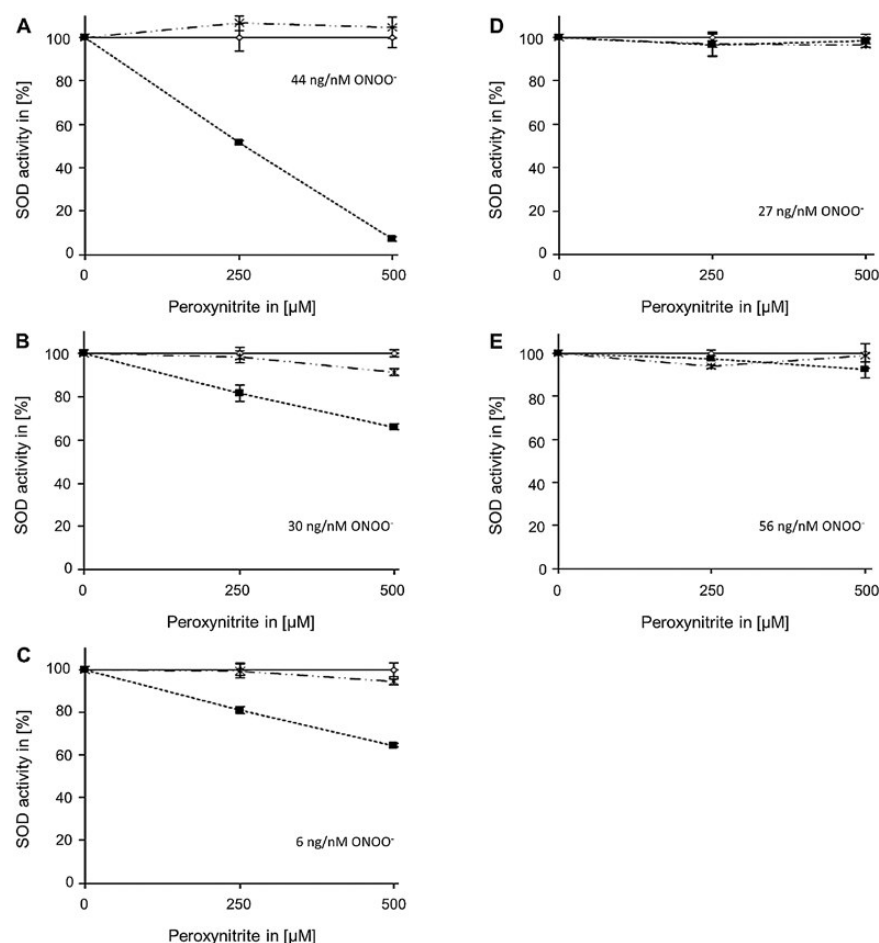 A
SOD activity in [%]
100
80
60
40
20
0
44 ng/nM ONOO⁻
0
250
500
Peroxynitrite in [µM]
B
SOD activity in [%]
100
80
60
40
20
0
30 ng/nM ONOO⁻
0
250
500
Peroxynitrite in [µM]
C
SOD activity in [%]
100
80
60
40
20
0
6 ng/nM ONOO⁻
0
250
500
Peroxynitrite in [µM]
D
SOD activity in [%]
100
80
60
40
20
0
27 ng/nM ONOO⁻
0
250
500
Peroxynitrite in [µM]
E
SOD activity in [%]
100
80
60
40
20
0
56 ng/nM ONOO⁻
0
250
500
Peroxynitrite in [µM]